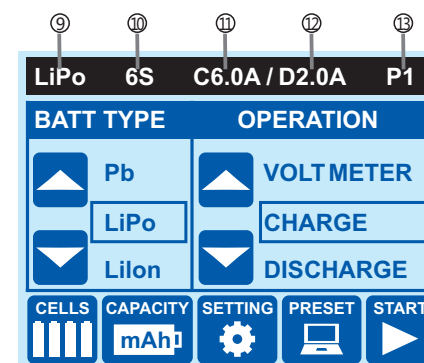 ⑨ ⑩ ⑪ ⑫ ⑬
LiPo 6S C6.0A / D2.0A P1
BATT TYPE OPERATION
Pb VOLT METER
LiPo CHARGE
LiIon DISCHARGE
CELLS CAPACITY SETTING PRESET START
mAh